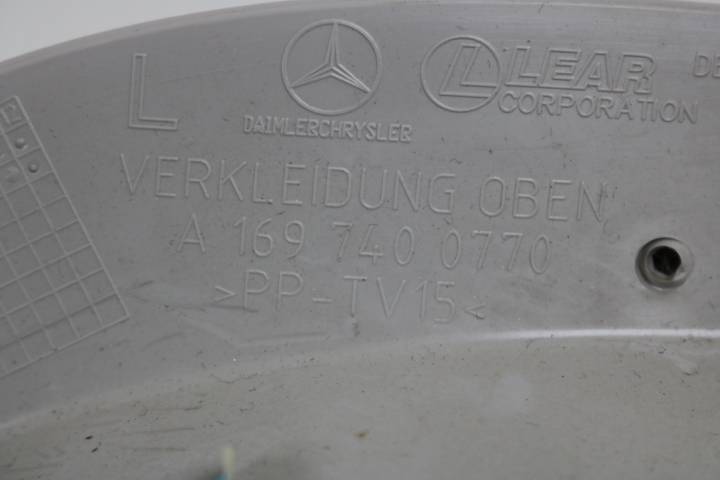 L
DAIMLERCHRYSLER
LEAR
CORPORATION
VERKLEIDUNG OBEN
A 169 740 0770
>PP-TV15<